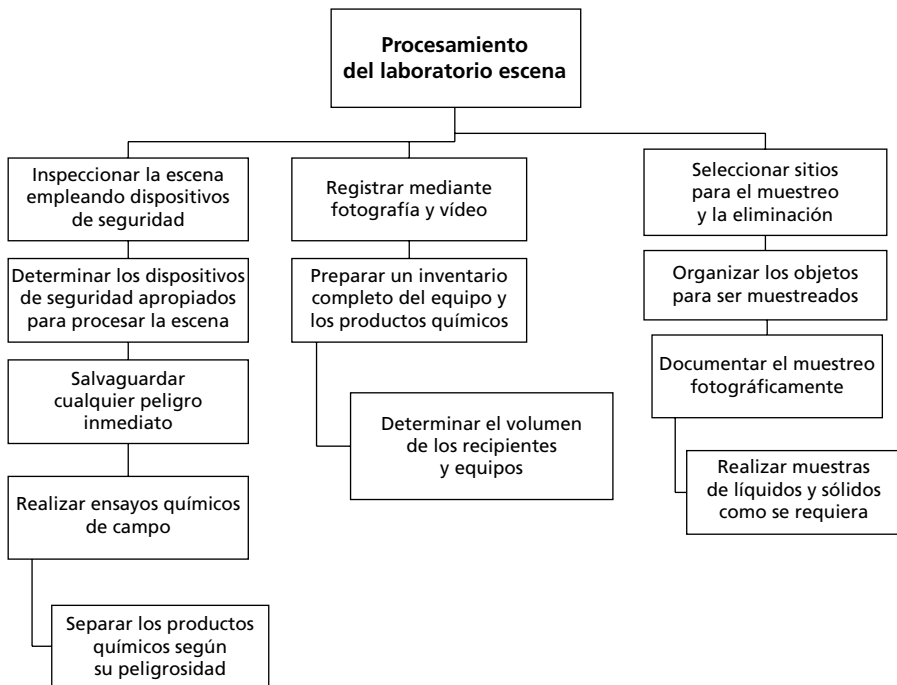 Procesamiento
del laboratorio escena
Inspeccionar la escena
empleando dispositivos
de seguridad
Determinar los dispositivos
de seguridad apropiados
para procesar la escena
Salvaguardar
cualquier peligro
inmediato
Realizar ensayos químicos
de campo
Separar los productos
químicos según
su peligrosidad
Registrar mediante
fotografía y vídeo
Preparar un inventario
completo del equipo y
los productos químicos
Determinar el volumen
de los recipientes
y equipos
Seleccionar sitios
para el muestreo
y la eliminación
Organizar los objetos
para ser muestreados
Documentar el muestreo
fotográficamente
Realizar muestras
de líquidos y sólidos
como se requiera